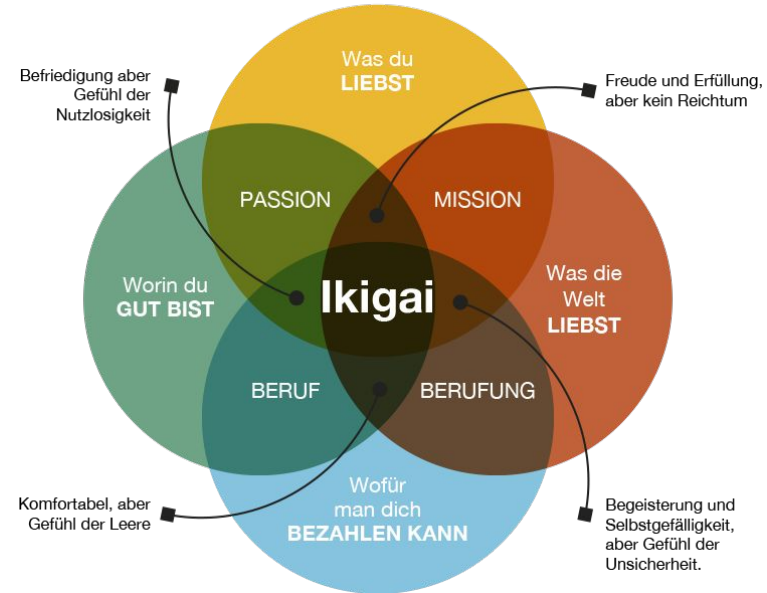 Was du
LIEBST
Befriedigung aber
Gefühl der
Nutzlosigkeit
Freude und Erfüllung,
aber kein Reichtum
PASSION
MISSION
Worin du
GUT BIST
Ikigai
Was die
Welt
LIEBST
BERUF
BERUFUNG
Wofür
man dich
BEZAHLEN KANN
Komfortabel, aber
Gefühl der Leere
Begeisterung und
Selbstgefälligkeit,
aber Gefühl der
Unsicherheit.